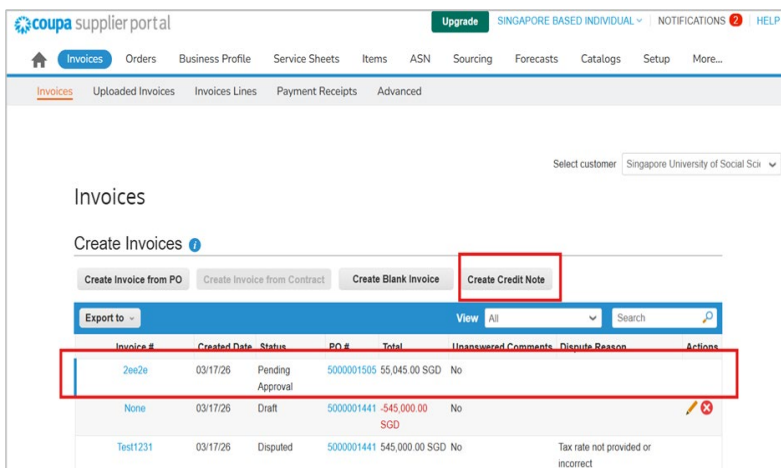 coupa supplier portal Upgrade SINGAPORE BASED INDIVIDUAL NOTIFICATIONS 2 HELP
Invoices Orders Business Profile Service Sheets Items ASN Sourcing Forecasts Catalogs Setup More...
Invoices Uploaded Invoices Invoices Lines Payment Receipts Advanced
Select customer Singapore University of Social Sci
Invoices
Create Invoices i
Create Invoice from PO Create Invoice from Contract Create Blank Invoice Create Credit Note
Export to View All Search
Invoice # Created Date Status PO # Total Unanswered Comments Dispute Reason Actions
2ee2e 03/17/26 Pending 5000001505 55,045.00 SGD No
Approval
None 03/17/26 Draft 5000001441 -545,000.00 No
SGD
Test1231 03/17/26 Disputed 5000001441 545,000.00 SGD No Tax rate not provided or
incorrect